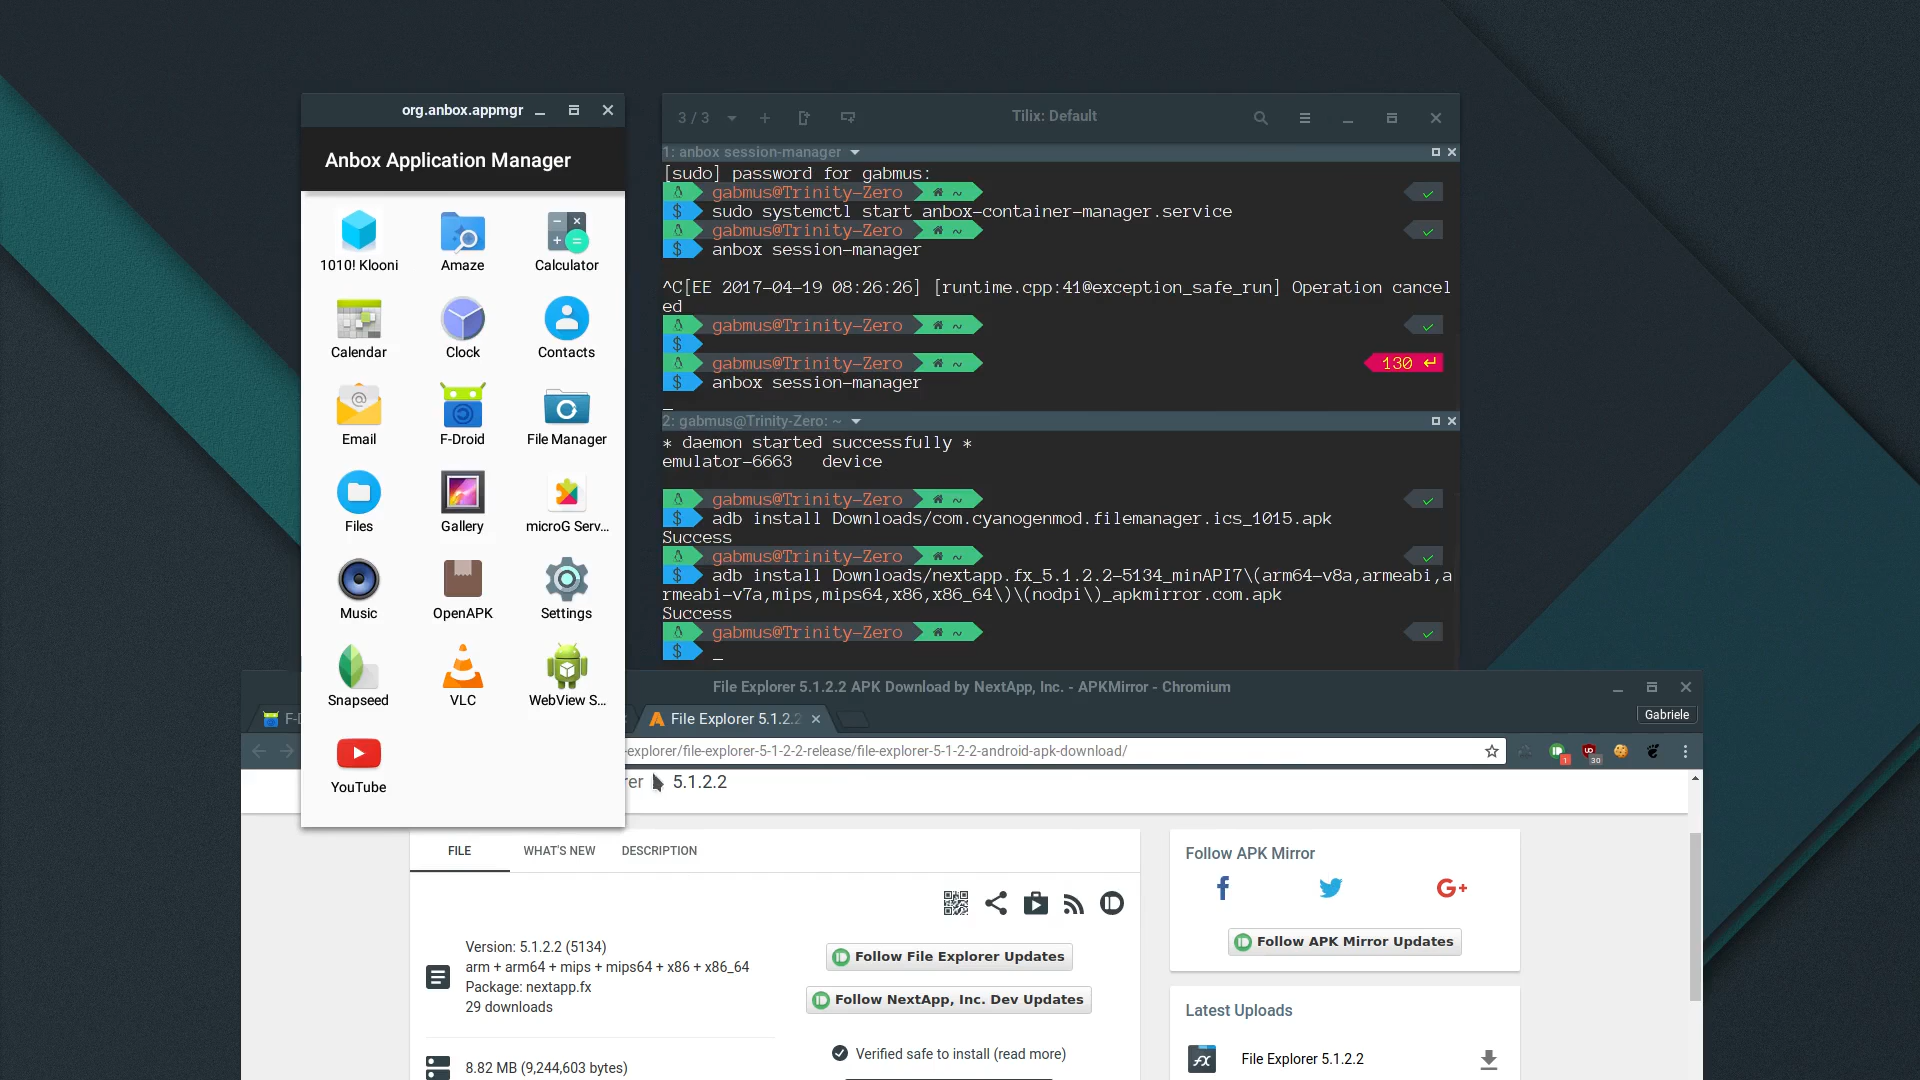 org.anbox.appmgr
Anbox Application Manager
1010! Klooni
Amaze
Calculator
Calendar
Clock
Contacts
Email
F-Droid
File Manager
Files
Gallery
microG Serv...
Music
OpenAPK
Settings
Snapseed
VLC
WebView S...
YouTube
3 / 3
Tilix: Default
1: anbox session-manager
[sudo] password for gabmus:
gabmus@Trinity-Zero ~
$ sudo systemctl start anbox-container-manager.service
gabmus@Trinity-Zero ~
$ anbox session-manager
^C[EE 2017-04-19 08:26:26] [runtime.cpp:41@exception_safe_run] Operation cancel
ed
gabmus@Trinity-Zero ~
$
gabmus@Trinity-Zero ~ 130 ↵
$ anbox session-manager
_
2: gabmus@Trinity-Zero: ~
* daemon started successfully *
emulator-6663 device
gabmus@Trinity-Zero ~
$ adb install Downloads/com.cyanogenmod.filemanager.ics_1015.apk
Success
gabmus@Trinity-Zero ~
$ adb install Downloads/nextapp.fx_5.1.2.2-5134_minAPI7\(arm64-v8a,armeabi,a
rmeabi-v7a,mips,mips64,x86,x86_64\)\(nodpi\)_apkmirror.com.apk
Success
gabmus@Trinity-Zero ~
$ _
File Explorer 5.1.2.2 APK Download by NextApp, Inc. - APKMirror - Chromium
F-D
File Explorer 5.1.2.2
Gabriele
-explorer/file-explorer-5-1-2-2-release/file-explorer-5-1-2-2-android-apk-download/
1
30
rer 5.1.2.2
FILE
WHAT'S NEW
DESCRIPTION
Version: 5.1.2.2 (5134)
arm + arm64 + mips + mips64 + x86 + x86_64
Package: nextapp.fx
29 downloads
8.82 MB (9,244,603 bytes)
Follow File Explorer Updates
Follow NextApp, Inc. Dev Updates
Verified safe to install (read more)
Follow APK Mirror
G+
Follow APK Mirror Updates
Latest Uploads
fx
File Explorer 5.1.2.2